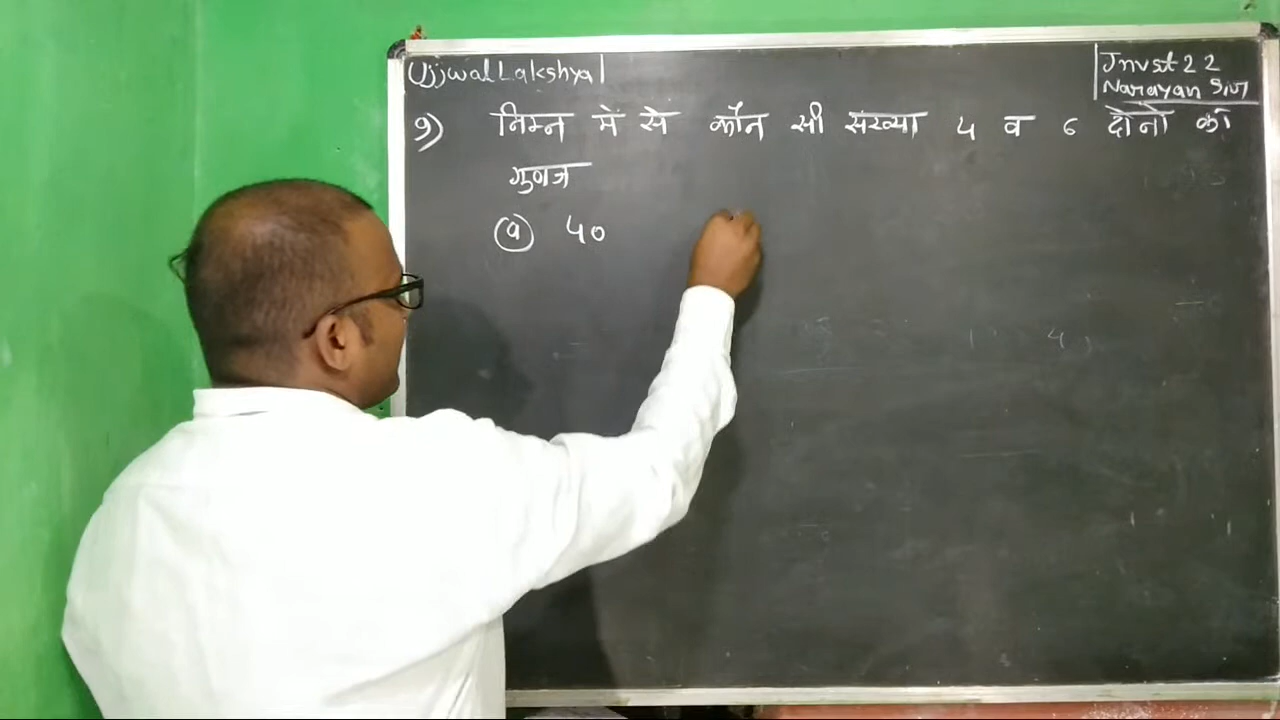 Ujjwal Lakshya
Jnvst 22
Narayan Sir
9) निम्न में से कौन सी संख्या 4 व 6 दोनो को
गुणज
(a) 40